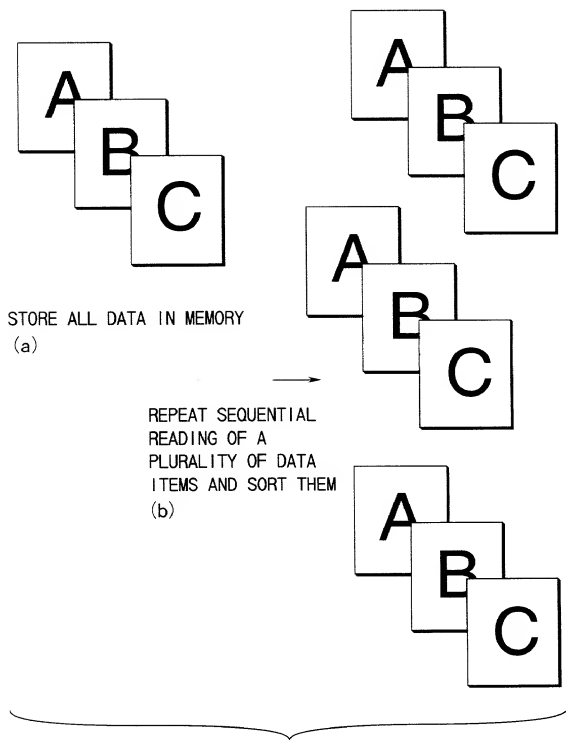 A
B
C
STORE ALL DATA IN MEMORY
(a)
A
B
C
A
B
C
REPEAT SEQUENTIAL
READING OF A
PLURALITY OF DATA
ITEMS AND SORT THEM
(b)
A
B
C